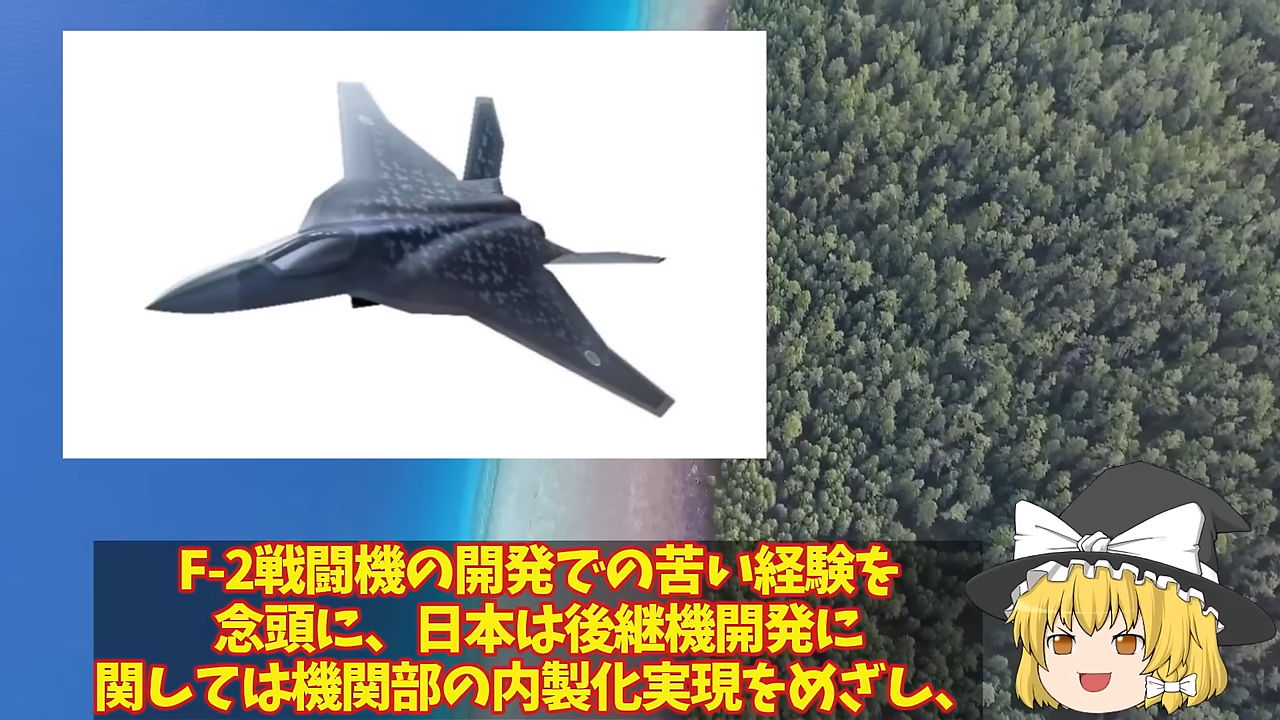 F-2戦闘機の開発での苦い経験を
念頭に、日本は後継機開発に
関しては機関部の内製化実現をめざし、